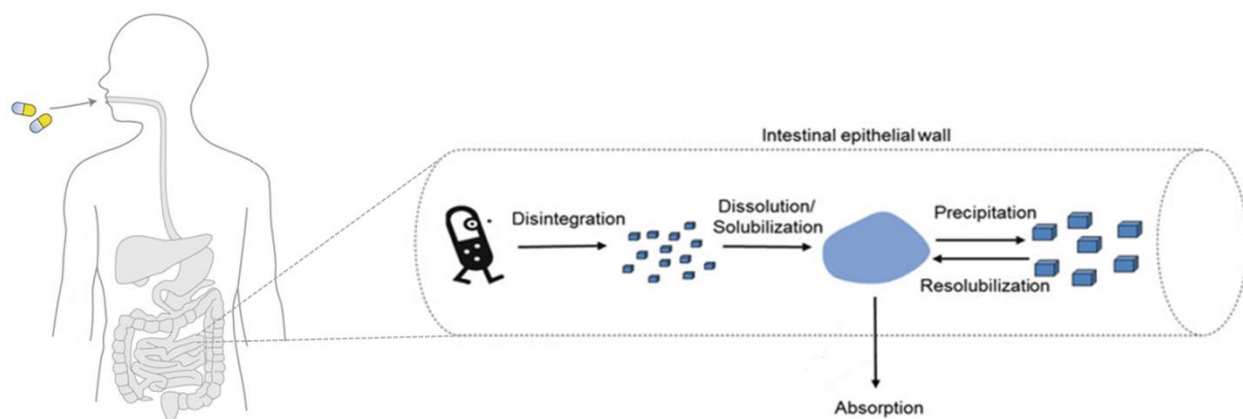 Intestinal epithelial wall
Disintegration
Dissolution/
Solubilization
Precipitation
Resolubilization
Absorption